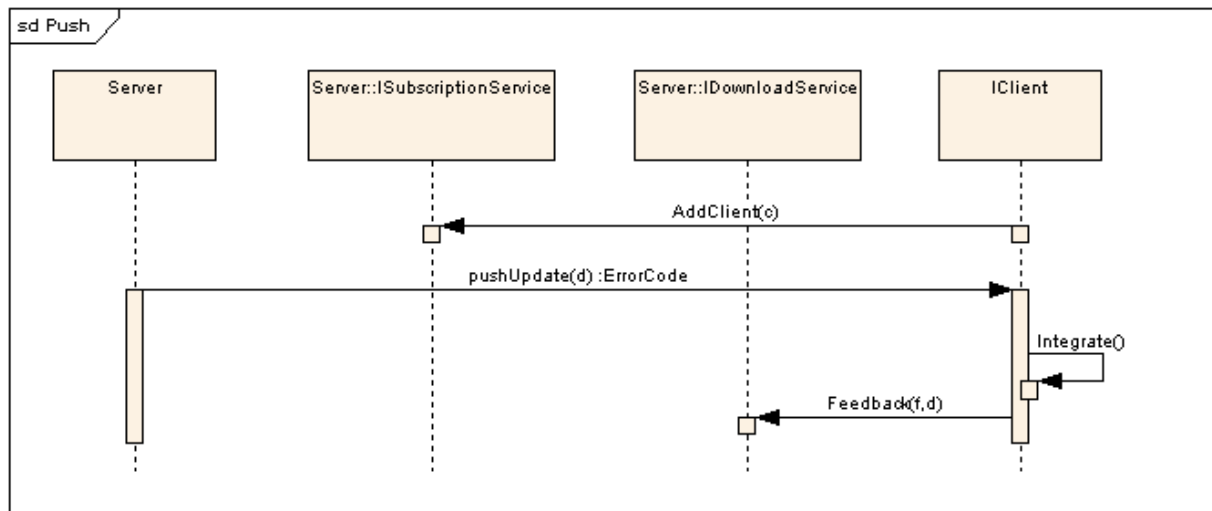 sd Push
Server
Server::ISubscriptionService
Server::IDownloadService
IClient
AddClient(c)
pushUpdate(d) :ErrorCode
Integrate()
Feedback(f,d)